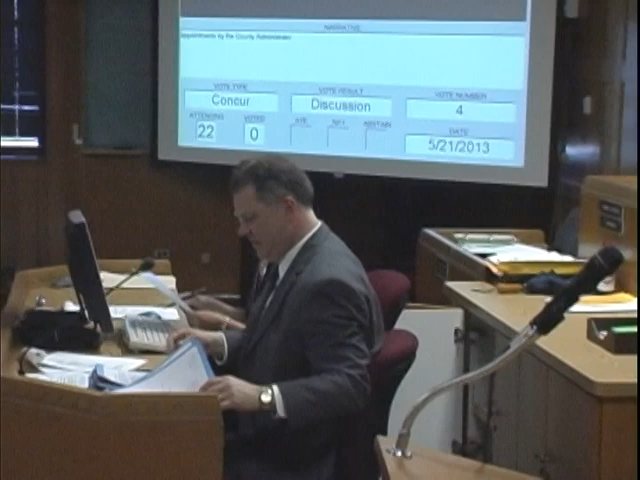 NARRATIVE
appointments by the County Administrator
VOTE TYPE VOTE RESULT VOTE NUMBER
Concur Discussion 4
ATTENDING VOTED AYE NAY ABSTAIN DATE
22 0 5/21/2013